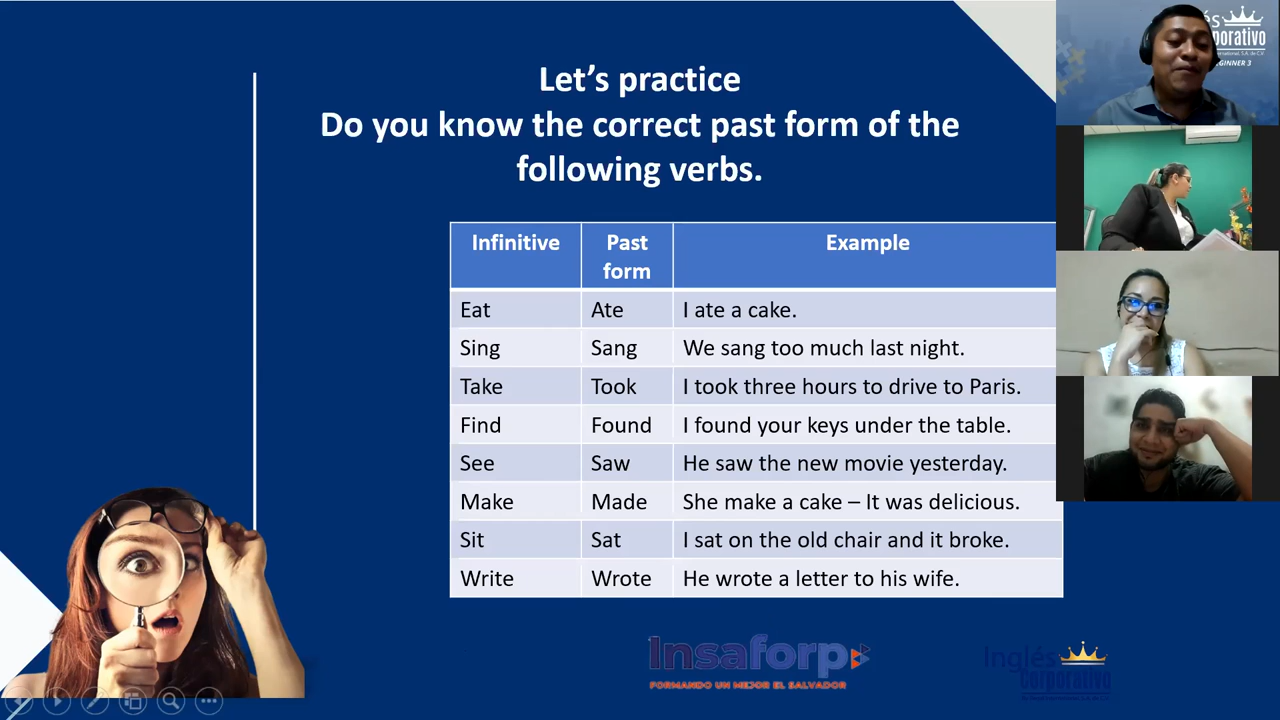 Let's practice
Do you know the correct past form of the
following verbs.
Infinitive Past form Example
Eat Ate I ate a cake.
Sing Sang We sang too much last night.
Take Took I took three hours to drive to Paris.
Find Found I found your keys under the table.
See Saw He saw the new movie yesterday.
Make Made She make a cake – It was delicious.
Sit Sat I sat on the old chair and it broke.
Write Wrote He wrote a letter to his wife.
Insaforp
FORMANDO UN MEJOR EL SALVADOR
Inglés
Corporativo